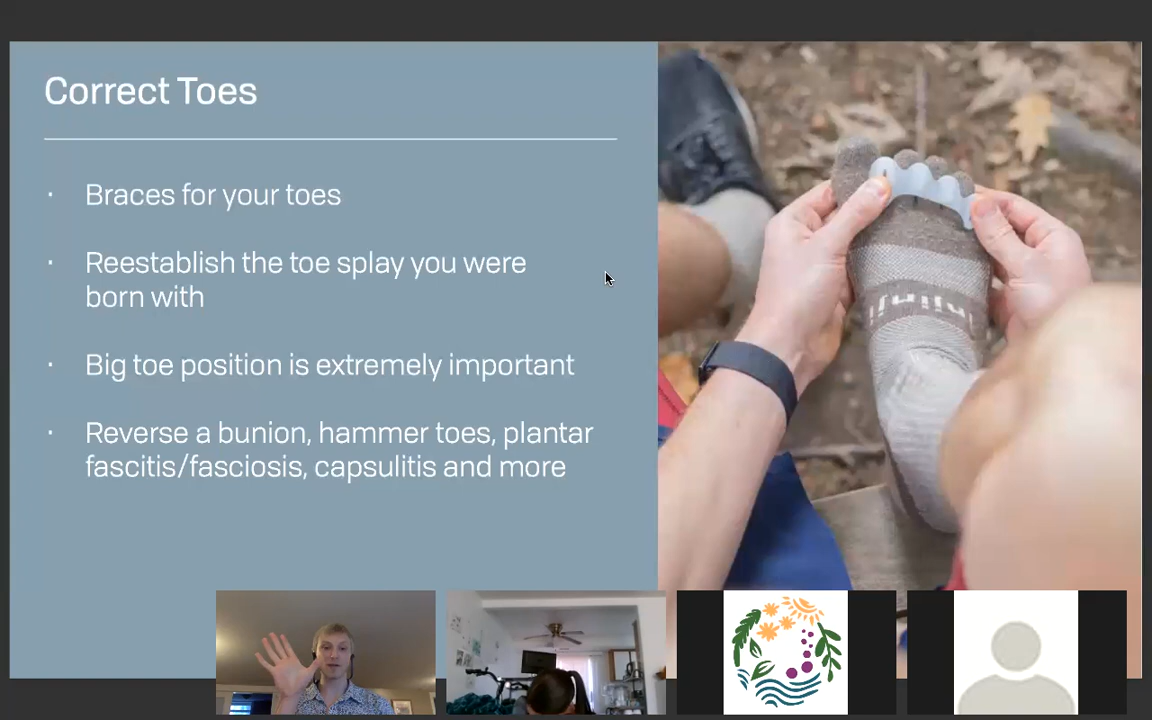 Correct Toes
· Braces for your toes
· Reestablish the toe splay you were
born with
· Big toe position is extremely important
· Reverse a bunion, hammer toes, plantar
fascitis/fasciosis, capsulitis and more
injinji